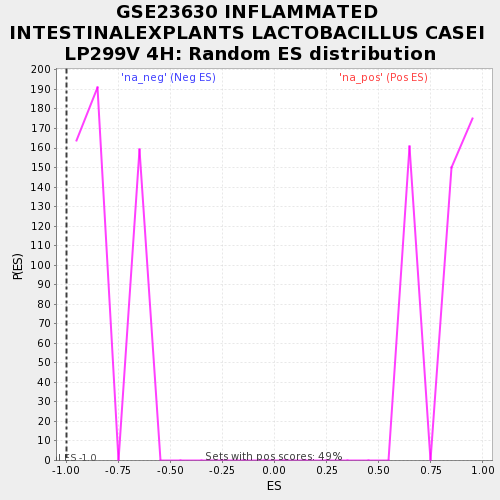 GSE23630 INFLAMMATED
INTESTINALEXPLANTS LACTOBACILLUS CASEI
LP299V 4H: Random ES distribution
'na_neg' (Neg ES)
'na_pos' (Pos ES)
P(ES)
200
190
180
170
160
150
140
130
120
110
100
90
80
70
60
50
40
30
20
10
0
ES -1.0
Sets with pos scores: 49%
-1.00 -0.75 -0.50 -0.25 0.00 0.25 0.50 0.75 1.00
ES